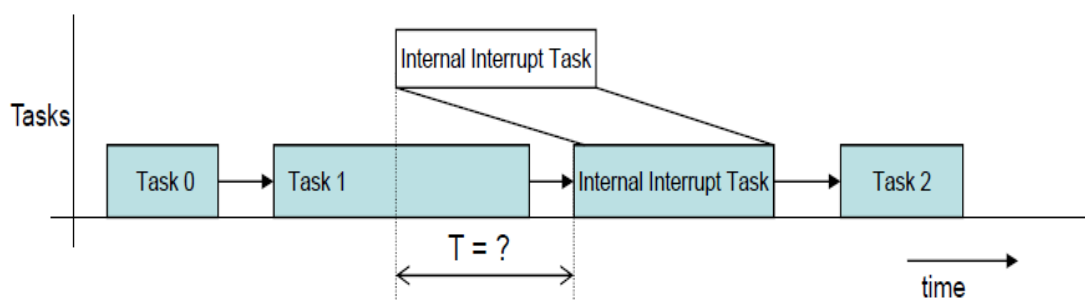 Internal Interrupt Task
Tasks
Task 0
Task 1
Internal Interrupt Task
Task 2
T = ?
time